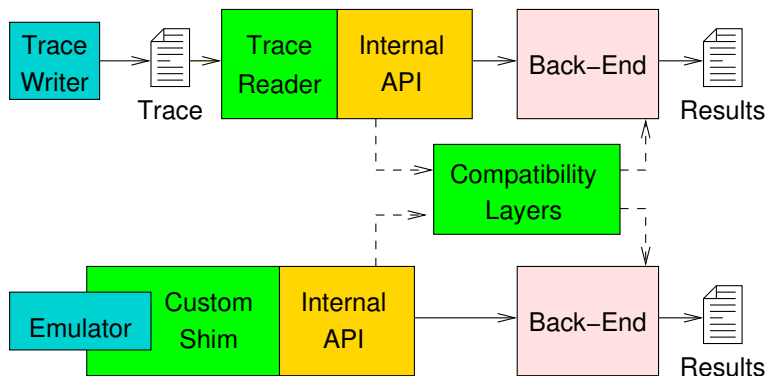 Trace
Writer
Trace
Trace
Reader
Internal
API
Back−End
Results
Compatibility
Layers
Emulator
Custom
Shim
Internal
API
Back−End
Results